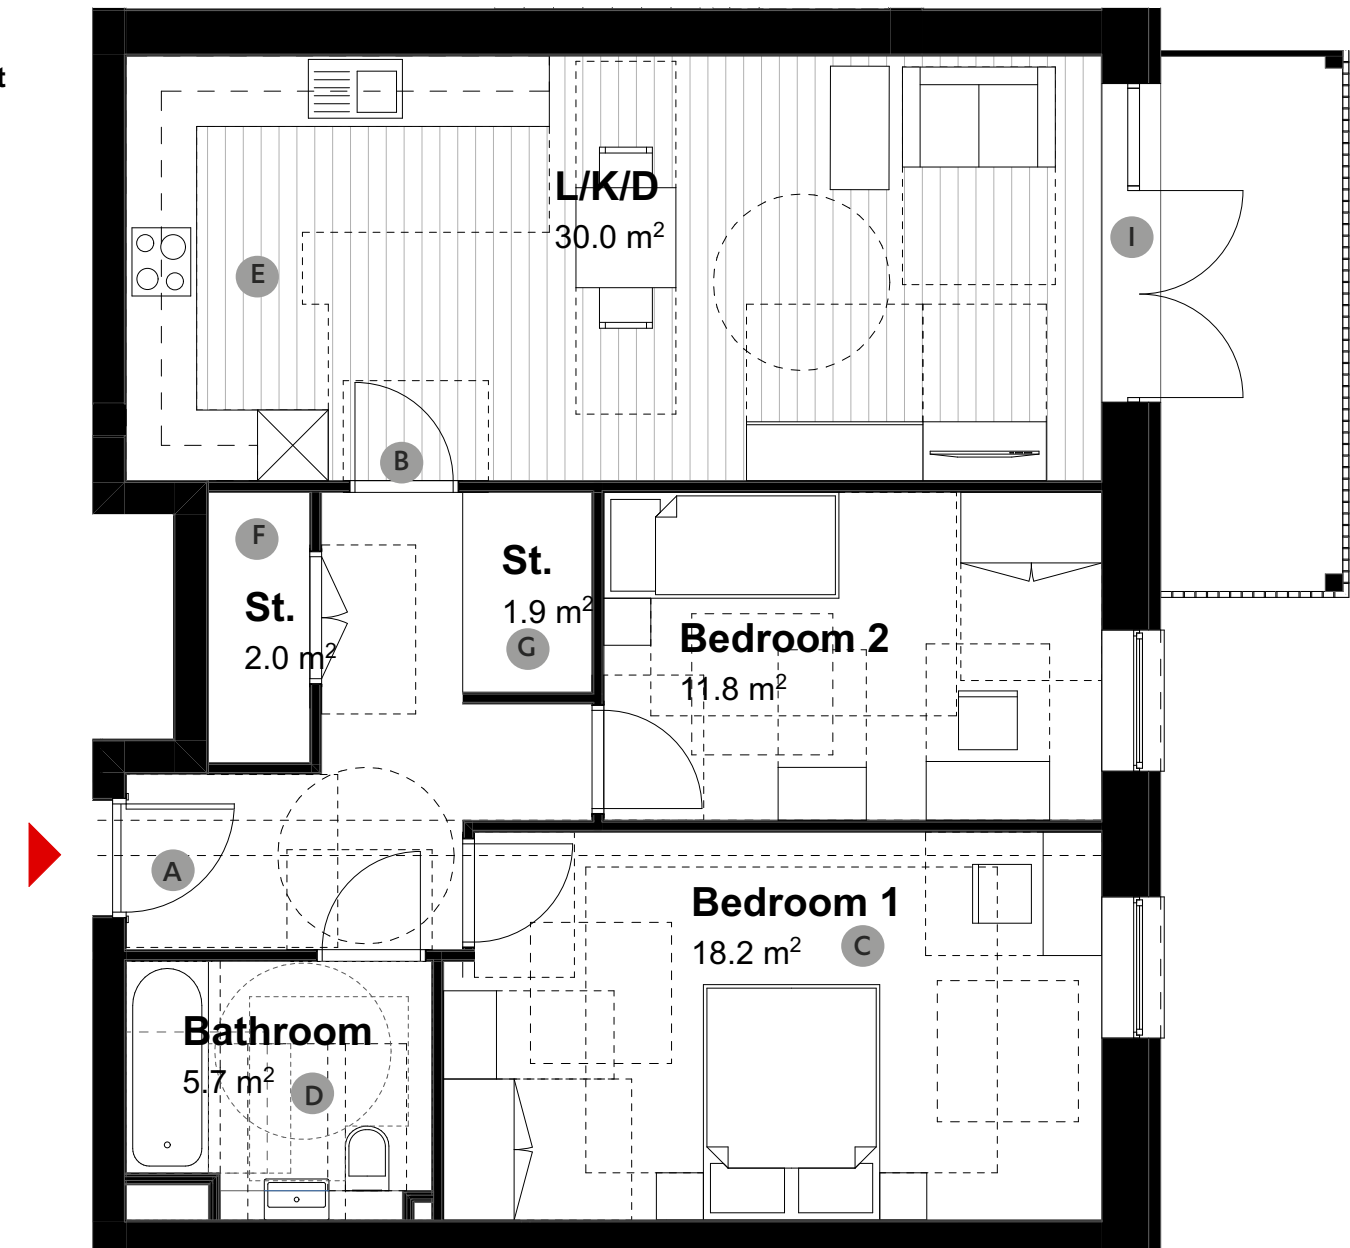 t
L/K/D
30.0 m²
I
E
B
F
St.
1.9 m²
G
St.
2.0 m²
Bedroom 2
11.8 m²
A
Bedroom 1
18.2 m²
C
Bathroom
5.7 m²
D